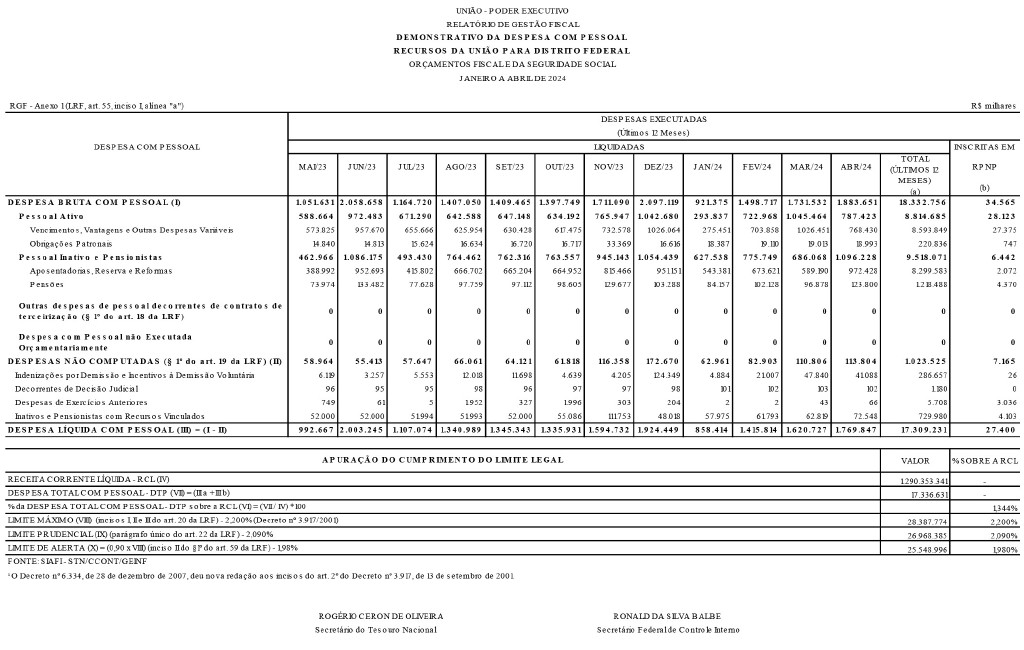 UNIÃO - PODER EXECUTIVO
RELATÓRIO DE GESTÃO FISCAL
DEMONSTRATIVO DA DESPESA COM PESSOAL
RECURSOS DA UNIÃO PARA DISTRITO FEDERAL
ORÇAMENTOS FISCAL E DA SEGURIDADE SOCIAL
JANEIRO A ABRIL DE 2024
RGF - Anexo 1 (LRF, art. 55, inciso I, alínea "a") R$ milhares
DESPESAS EXECUTADAS
(Últimos 12 Meses)
DESPESA COM PESSOAL LIQUIDADAS INSCRITAS EM
MAI/23 JUN/23 JUL/23 AGO/23 SET/23 OUT/23 NOV/23 DEZ/23 JAN/24 FEV/24 MAR/24 ABR/24 TOTAL (ÚLTIMOS 12 MESES) (a) RP NP (b)
DESPESA BRUTA COM PESSOAL (I) 1.051.631 2.058.658 1.164.720 1.407.050 1.409.465 1.397.749 1.711.090 2.097.119 921.375 1.498.717 1.731.532 1.883.651 18.332.756 34.565
Pessoal Ativo 588.664 972.483 671.290 642.588 647.148 634.192 765.947 1.042.680 293.837 722.968 1.045.464 787.423 8.814.685 28.123
Vencimentos, Vantagens e Outras Despesas Variáveis 573.825 957.670 655.666 625.954 630.428 617.475 732.578 1.026.064 275.451 703.858 1.026.451 768.430 8.593.849 27.375
Obrigações Patronais 14.840 14.813 15.624 16.634 16.720 16.717 33.369 16.616 18.387 19.110 19.013 18.993 220.836 747
Pessoal Inativo e Pensionistas 462.966 1.086.175 493.430 764.462 762.316 763.557 945.143 1.054.439 627.538 775.749 686.068 1.096.228 9.518.071 6.442
Aposentadorias, Reserva e Reformas 388.992 952.693 415.802 666.702 665.204 664.952 815.466 951.151 543.381 673.621 589.190 972.428 8.299.583 2.072
Pensões 73.974 133.482 77.628 97.759 97.112 98.605 129.677 103.288 84.157 102.128 96.878 123.800 1.218.488 4.370
Outras despesas de pessoal decorrentes de contratos de
terceirização (§ 1º do art. 18 da LRF) 0 0 0 0 0 0 0 0 0 0 0 0 0 0
Despesa com Pessoal não Executada
Orçamentariamente 0 0 0 0 0 0 0 0 0 0 0 0 0 0
DESPESAS NÃO COMPUTADAS (§ 1º do art. 19 da LRF) (II) 58.964 55.413 57.647 66.061 64.121 61.818 116.358 172.670 62.961 82.903 110.806 113.804 1.023.525 7.165
Indenizações por Demissão e Incentivos à Demissão Voluntária 6.119 3.257 5.553 12.018 11.698 4.639 4.205 124.349 4.884 21.007 47.840 41.088 286.657 26
Decorrentes de Decisão Judicial 96 95 95 98 96 97 97 98 101 102 103 102 1.180 0
Despesas de Exercícios Anteriores 749 61 5 1.952 327 1.996 303 204 2 2 43 66 5.708 3.036
Inativos e Pensionistas com Recursos Vinculados 52.000 52.000 51.994 51.993 52.000 55.086 111.753 48.018 57.975 61.793 62.819 72.548 729.980 4.103
DESPESA LÍQUIDA COM PESSOAL (III) = (I - II) 992.667 2.003.245 1.107.074 1.340.989 1.345.343 1.335.931 1.594.732 1.924.449 858.414 1.415.814 1.620.727 1.769.847 17.309.231 27.400
APURAÇÃO DO CUMPRIMENTO DO LIMITE LEGAL VALOR % SOBRE A RCL
RECEITA CORRENTE LÍQUIDA - RCL (IV) 1.290.353.341 -
DESPESA TOTAL COM PESSOAL - DTP (VII) = (III a + III b) 17.336.631 -
% da DESPESA TOTAL COM PESSOAL - DTP sobre a RCL (VI) = (VII / IV) * 100 1,344%
LIMITE MÁXIMO (VIII) (incisos I, II e III do art. 20 da LRF) - 2,200% (Decreto nº 3.917/2001) 28.387.774 2,200%
LIMITE PRUDENCIAL (IX) (parágrafo único do art. 22 da LRF) - 2,090% 26.968.385 2,090%
LIMITE DE ALERTA (X) = (0,90 x VIII) (inciso II do §1º do art. 59 da LRF) - 1,98% 25.548.996 1,980%
FONTE: SIAFI - STN/CCONT/GEINF
¹O Decreto nº 6.334, de 28 de dezembro de 2007, deu nova redação aos incisos do art. 2º do Decreto nº 3.917, de 13 de setembro de 2001.
ROGÉRIO CERON DE OLIVEIRA RONALD DA SILVA BALBE
Secretário do Tesouro Nacional Secretário Federal de Controle Interno